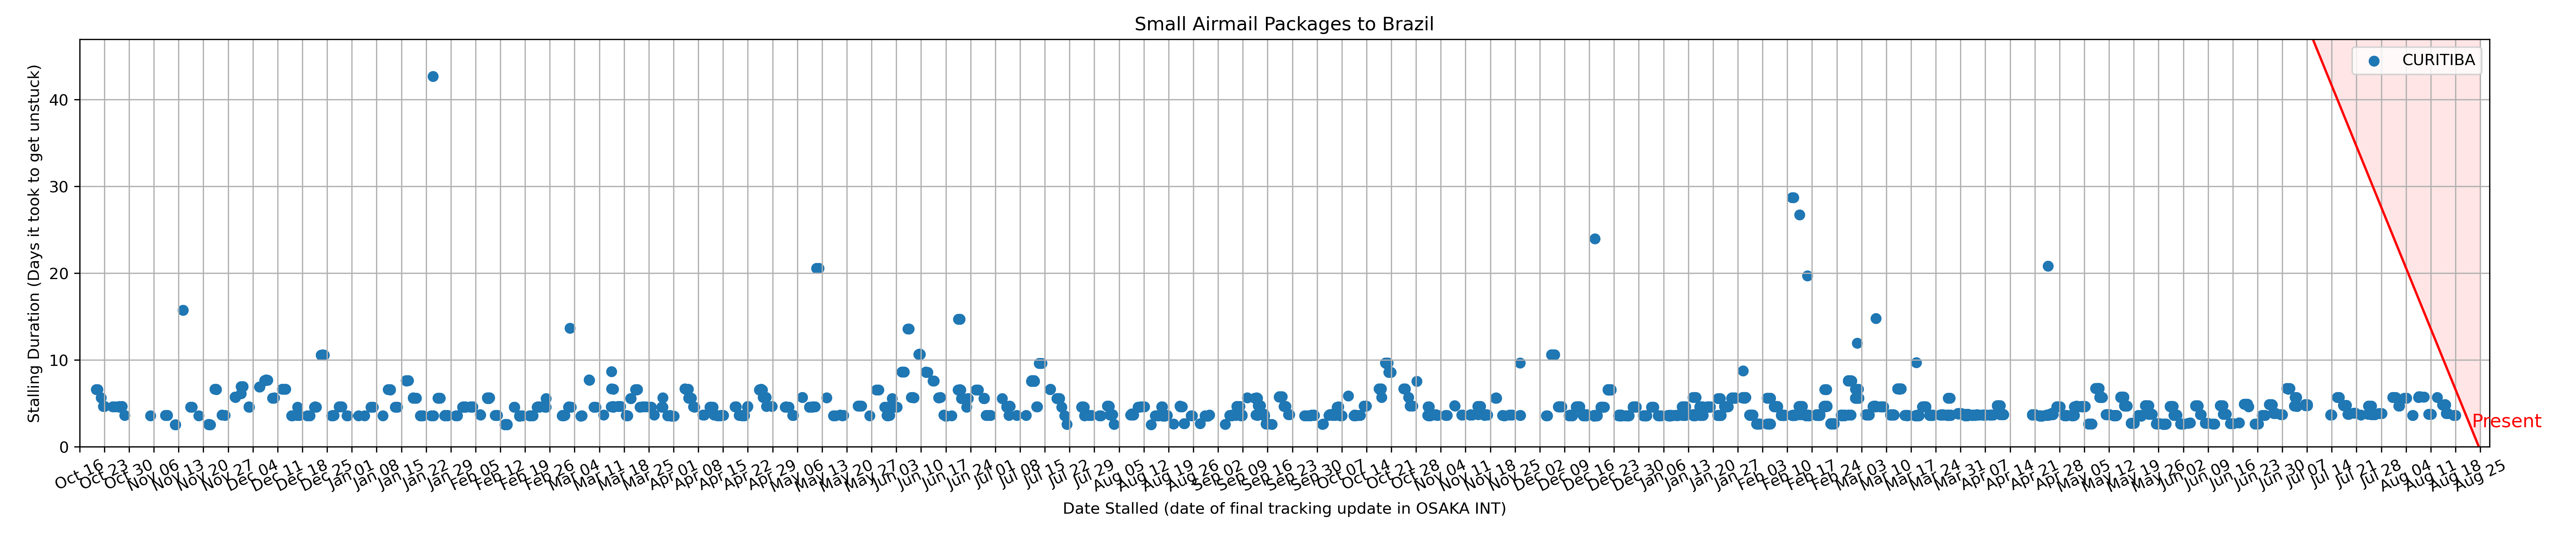 Small Airmail Packages to Brazil
CURITIBA
Stalling Duration (Days it took to get unstuck)
40
30
20
10
0
Present
Oct 16
Oct 23
Oct 30
Nov 06
Nov 13
Nov 20
Nov 27
Dec 04
Dec 11
Dec 18
Dec 25
Jan 01
Jan 08
Jan 15
Jan 22
Jan 29
Feb 05
Feb 12
Feb 19
Feb 26
Mar 04
Mar 11
Mar 18
Mar 25
Apr 01
Apr 08
Apr 15
Apr 22
Apr 29
May 06
May 13
May 20
May 27
Jun 03
Jun 10
Jun 17
Jun 24
Jul 01
Jul 08
Jul 15
Jul 22
Jul 29
Aug 05
Aug 12
Aug 19
Aug 26
Sep 02
Sep 09
Sep 16
Sep 23
Sep 30
Oct 07
Oct 14
Oct 21
Oct 28
Nov 04
Nov 11
Nov 18
Nov 25
Dec 02
Dec 09
Dec 16
Dec 23
Dec 30
Jan 06
Jan 13
Jan 20
Jan 27
Feb 03
Feb 10
Feb 17
Feb 24
Mar 03
Mar 10
Mar 17
Mar 24
Mar 31
Apr 07
Apr 14
Apr 21
Apr 28
May 05
May 12
May 19
May 26
Jun 02
Jun 09
Jun 16
Jun 23
Jun 30
Jul 07
Jul 14
Jul 21
Jul 28
Aug 04
Aug 11
Aug 18
Aug 25
Date Stalled (date of final tracking update in OSAKA INT)